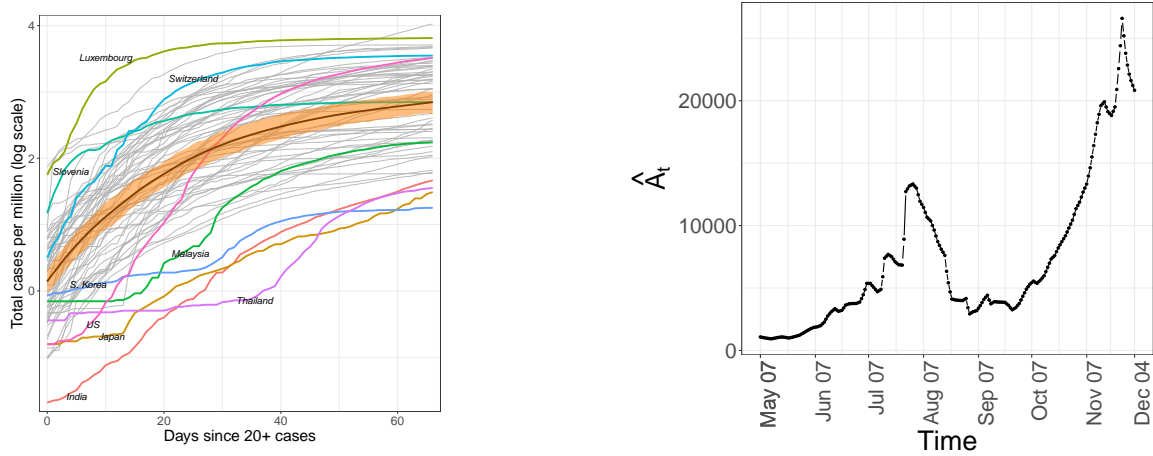 Total cases per million (log scale)
4
2
0
Luxembourg
Switzerland
Slovenia
Malaysia
S. Korea
Thailand
US
Japan
India
0 20 40 60
Days since 20+ cases
Â_t
20000
10000
0
May 07
Jun 07
Jul 07
Aug 07
Sep 07
Oct 07
Nov 07
Dec 04
Time